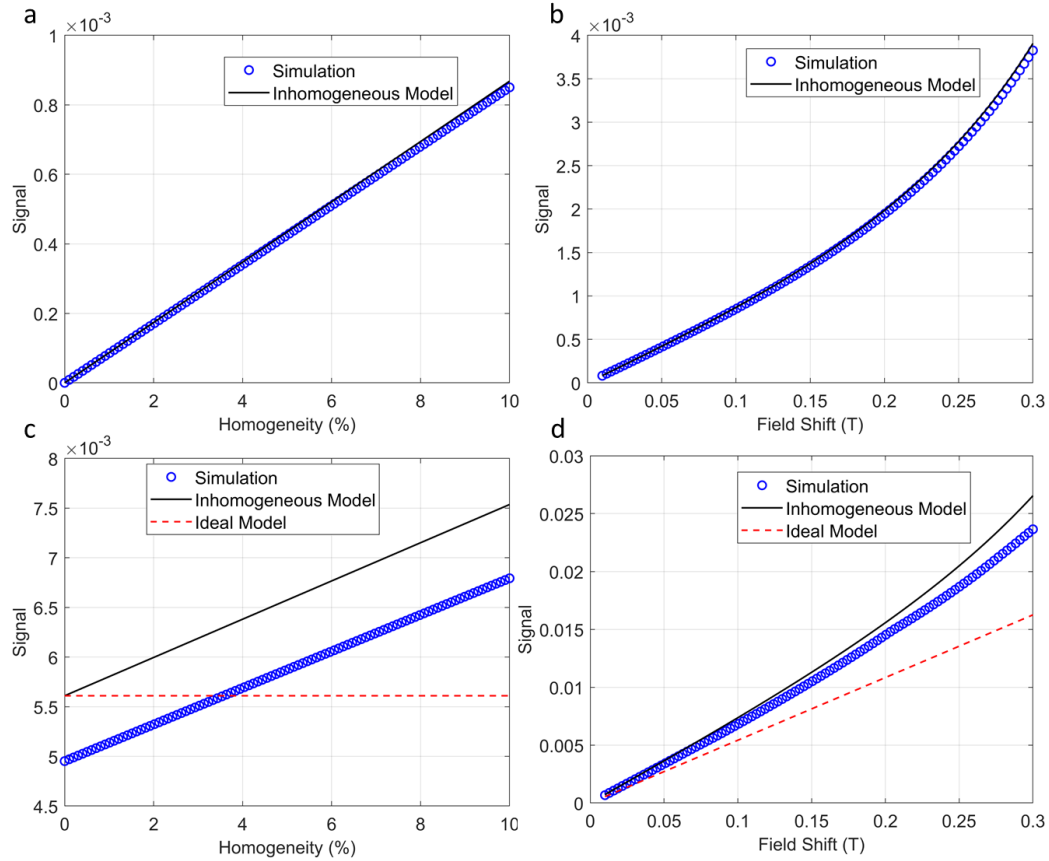 a
×10^-3
1
0.8
0.6
0.4
0.2
0
0 2 4 6 8 10
Signal
Homogeneity (%)
Simulation
Inhomogeneous Model
b
×10^-3
4
3.5
3
2.5
2
1.5
1
0.5
0
0 0.05 0.1 0.15 0.2 0.25 0.3
Signal
Field Shift (T)
Simulation
Inhomogeneous Model
c
×10^-3
8
7.5
7
6.5
6
5.5
5
4.5
0 2 4 6 8 10
Signal
Homogeneity (%)
Simulation
Inhomogeneous Model
Ideal Model
d
0.03
0.025
0.02
0.015
0.01
0.005
0
0 0.05 0.1 0.15 0.2 0.25 0.3
Signal
Field Shift (T)
Simulation
Inhomogeneous Model
Ideal Model